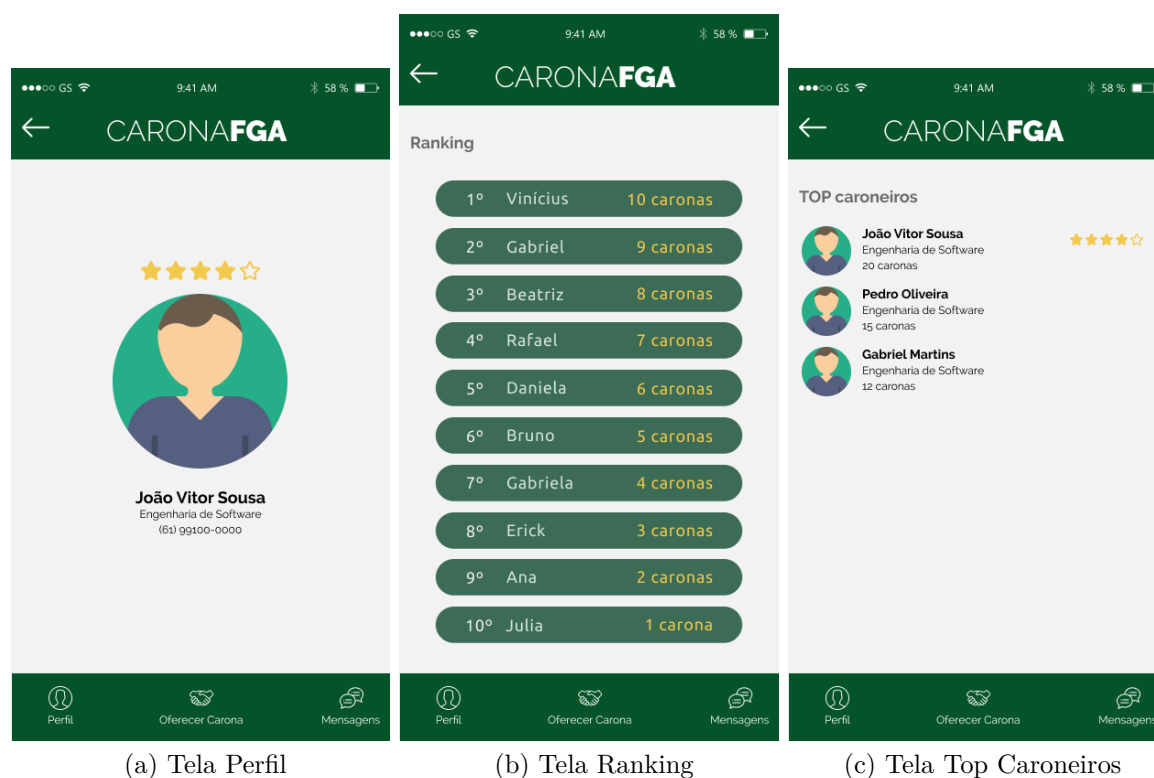 GS 9:41 AM 58 %
CARONAFGA
João Vitor Sousa
Engenharia de Software
(61) 99100-0000
Perfil Oferecer Carona Mensagens
(a) Tela Perfil
GS 9:41 AM 58 %
CARONAFGA
Ranking
1º Vinícius 10 caronas
2º Gabriel 9 caronas
3º Beatriz 8 caronas
4º Rafael 7 caronas
5º Daniela 6 caronas
6º Bruno 5 caronas
7º Gabriela 4 caronas
8º Erick 3 caronas
9º Ana 2 caronas
10º Julia 1 carona
Perfil Oferecer Carona Mensagens
(b) Tela Ranking
GS 9:41 AM 58 %
CARONAFGA
TOP caroneiros
João Vitor Sousa
Engenharia de Software
20 caronas
Pedro Oliveira
Engenharia de Software
15 caronas
Gabriel Martins
Engenharia de Software
12 caronas
Perfil Oferecer Carona Mensagens
(c) Tela Top Caroneiros